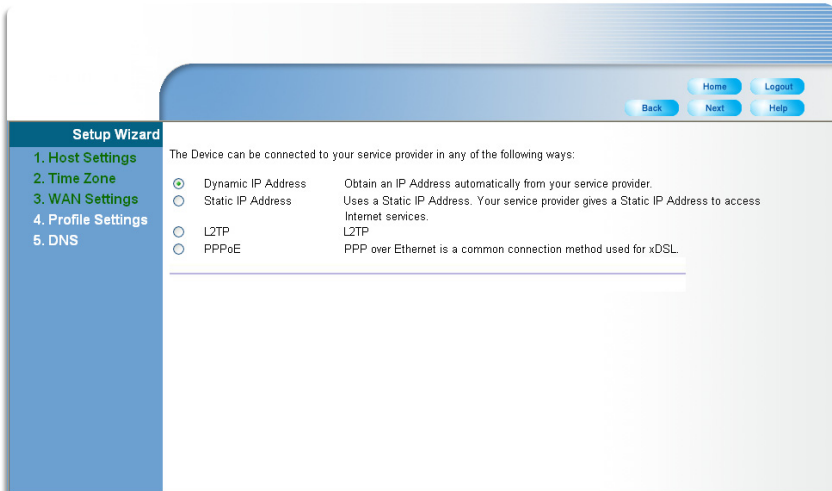 Home Logout
Back Next Help
Setup Wizard
1. Host Settings
2. Time Zone
3. WAN Settings
4. Profile Settings
5. DNS
The Device can be connected to your service provider in any of the following ways:
Dynamic IP Address Obtain an IP Address automatically from your service provider.
Static IP Address Uses a Static IP Address. Your service provider gives a Static IP Address to access
Internet services.
L2TP L2TP
PPPoE PPP over Ethernet is a common connection method used for xDSL.